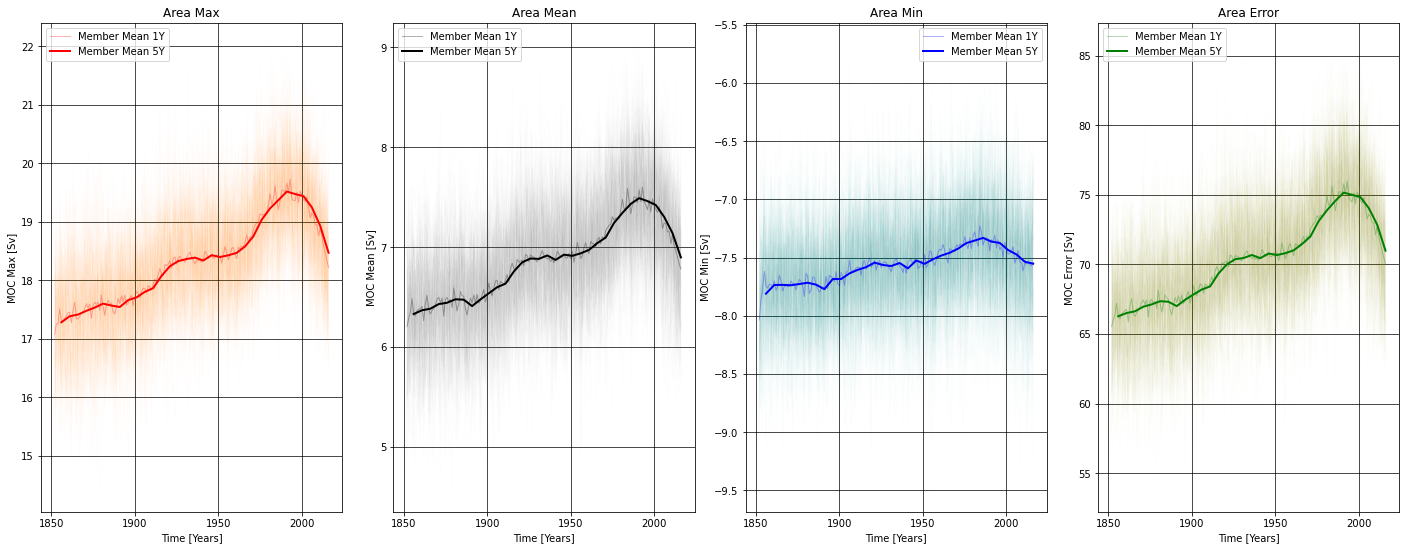 Area Max
Member Mean 1Y
Member Mean 5Y
MOC Max [Sv]
22
21
20
19
18
17
16
15
1850
1900
1950
2000
Time [Years]
Area Mean
Member Mean 1Y
Member Mean 5Y
MOC Mean [Sv]
9
8
7
6
5
1850
1900
1950
2000
Time [Years]
Area Min
Member Mean 1Y
Member Mean 5Y
MOC Min [Sv]
−5.5
−6.0
−6.5
−7.0
−7.5
−8.0
−8.5
−9.0
−9.5
1850
1900
1950
2000
Time [Years]
Area Error
Member Mean 1Y
Member Mean 5Y
MOC Error [Sv]
85
80
75
70
65
60
55
1850
1900
1950
2000
Time [Years]